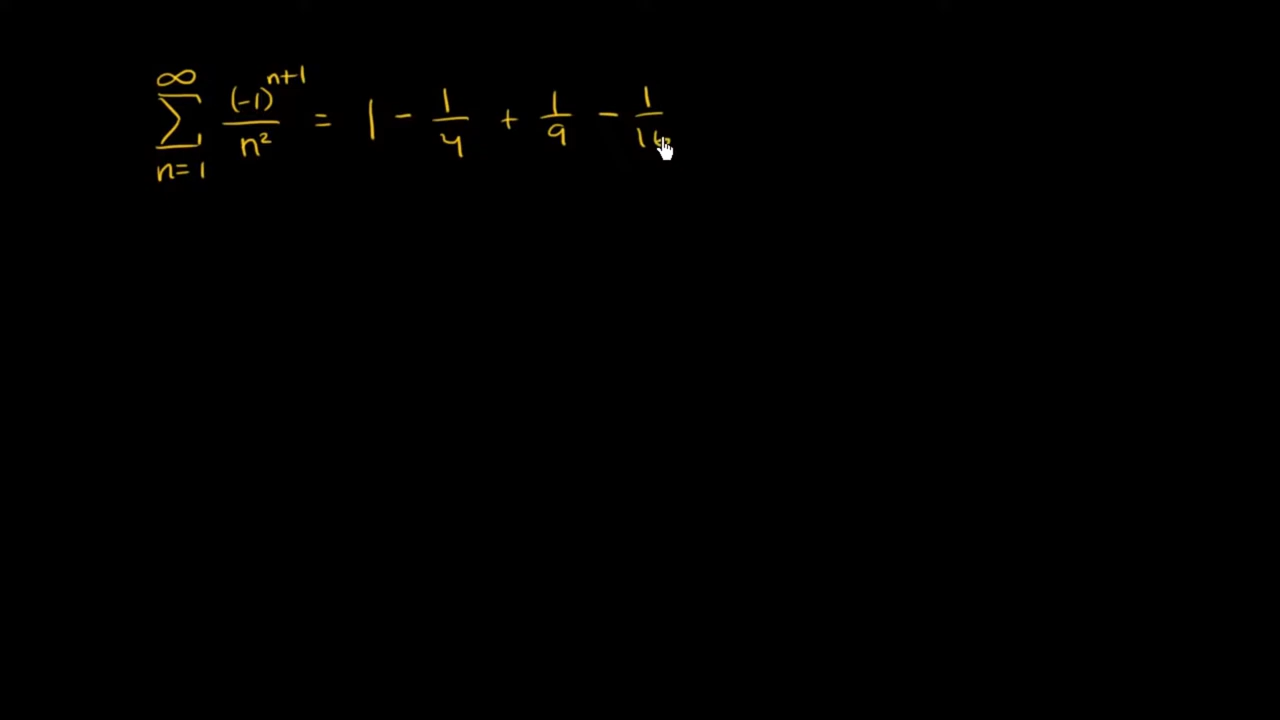 ∞ ∑ n=1 (-1)^{n+1} / n² = 1 - 1/4 + 1/9 - 1/16